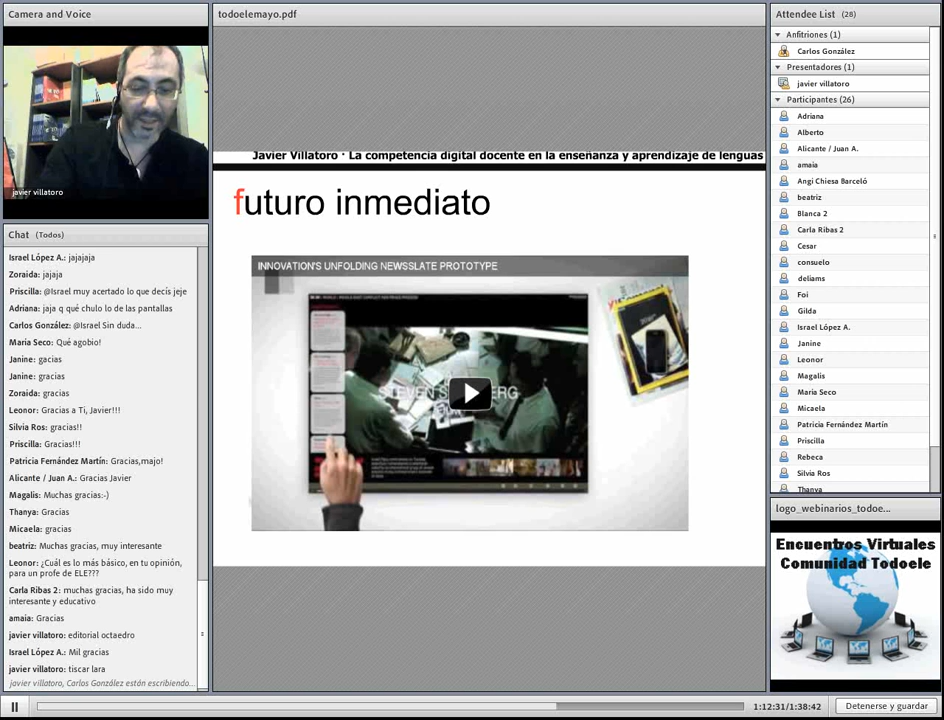 Camera and Voice
javier villatoro
Chat (Todos)
Israel López A.: jajajaja
Zoraida: jajaja
Priscilla: @Israel muy acertado lo que decís jeje
Adriana: jaja q qué chulo lo de las pantallas
Carlos González: @Israel Sin duda...
María Seco: Qué agobio!
Janine: gacias
Janine: gracias
Zoraida: gracias
Leonor: Gracias a Ti, Javier!!!
Silvia Ros: gracias!!
Priscilla: Gracias!!!
Patricia Fernández Martín: Gracias,majo!
Alicante / Juan A.: Gracias Javier
Magalis: Muchas gracias:-)
Thanya: Gracias
Micaela: gracias
beatriz: Muchas gracias, muy interesante
Leonor: ¿Cuál es lo más básico, en tu opinión,
para un profe de ELE???
Carla Ribas 2: muchas gracias, ha sido muy
interesante y educativo
amaia: Gracias
javier villatoro: editorial octaedro
Israel López A.: Mil gracias
javier villatoro: tiscar lara
javier villatoro, Carlos González están escribiendo...
todoelemayo.pdf
Javier Villatoro · La competencia digital docente en la enseñanza y aprendizaje de lenguas
futuro inmediato
INNOVATION'S UNFOLDING NEWSSLATE PROTOTYPE
Attendee List (28)
Anfitriones (1)
Carlos González
Presentadores (1)
javier villatoro
Participantes (26)
Adriana
Alberto
Alicante / Juan A.
amaia
Angi Chiesa Barceló
beatriz
Blanca 2
Carla Ribas 2
Cesar
consuelo
deliams
Foi
Gilda
Israel López A.
Janine
Leonor
Magalis
María Seco
Micaela
Patricia Fernández Martín
Priscilla
Rebeca
Silvia Ros
Thanya
logo_webinarios_todoe...
Encuentros Virtuales
Comunidad Todoele
1:12:31/1:38:42
Detenerse y guardar